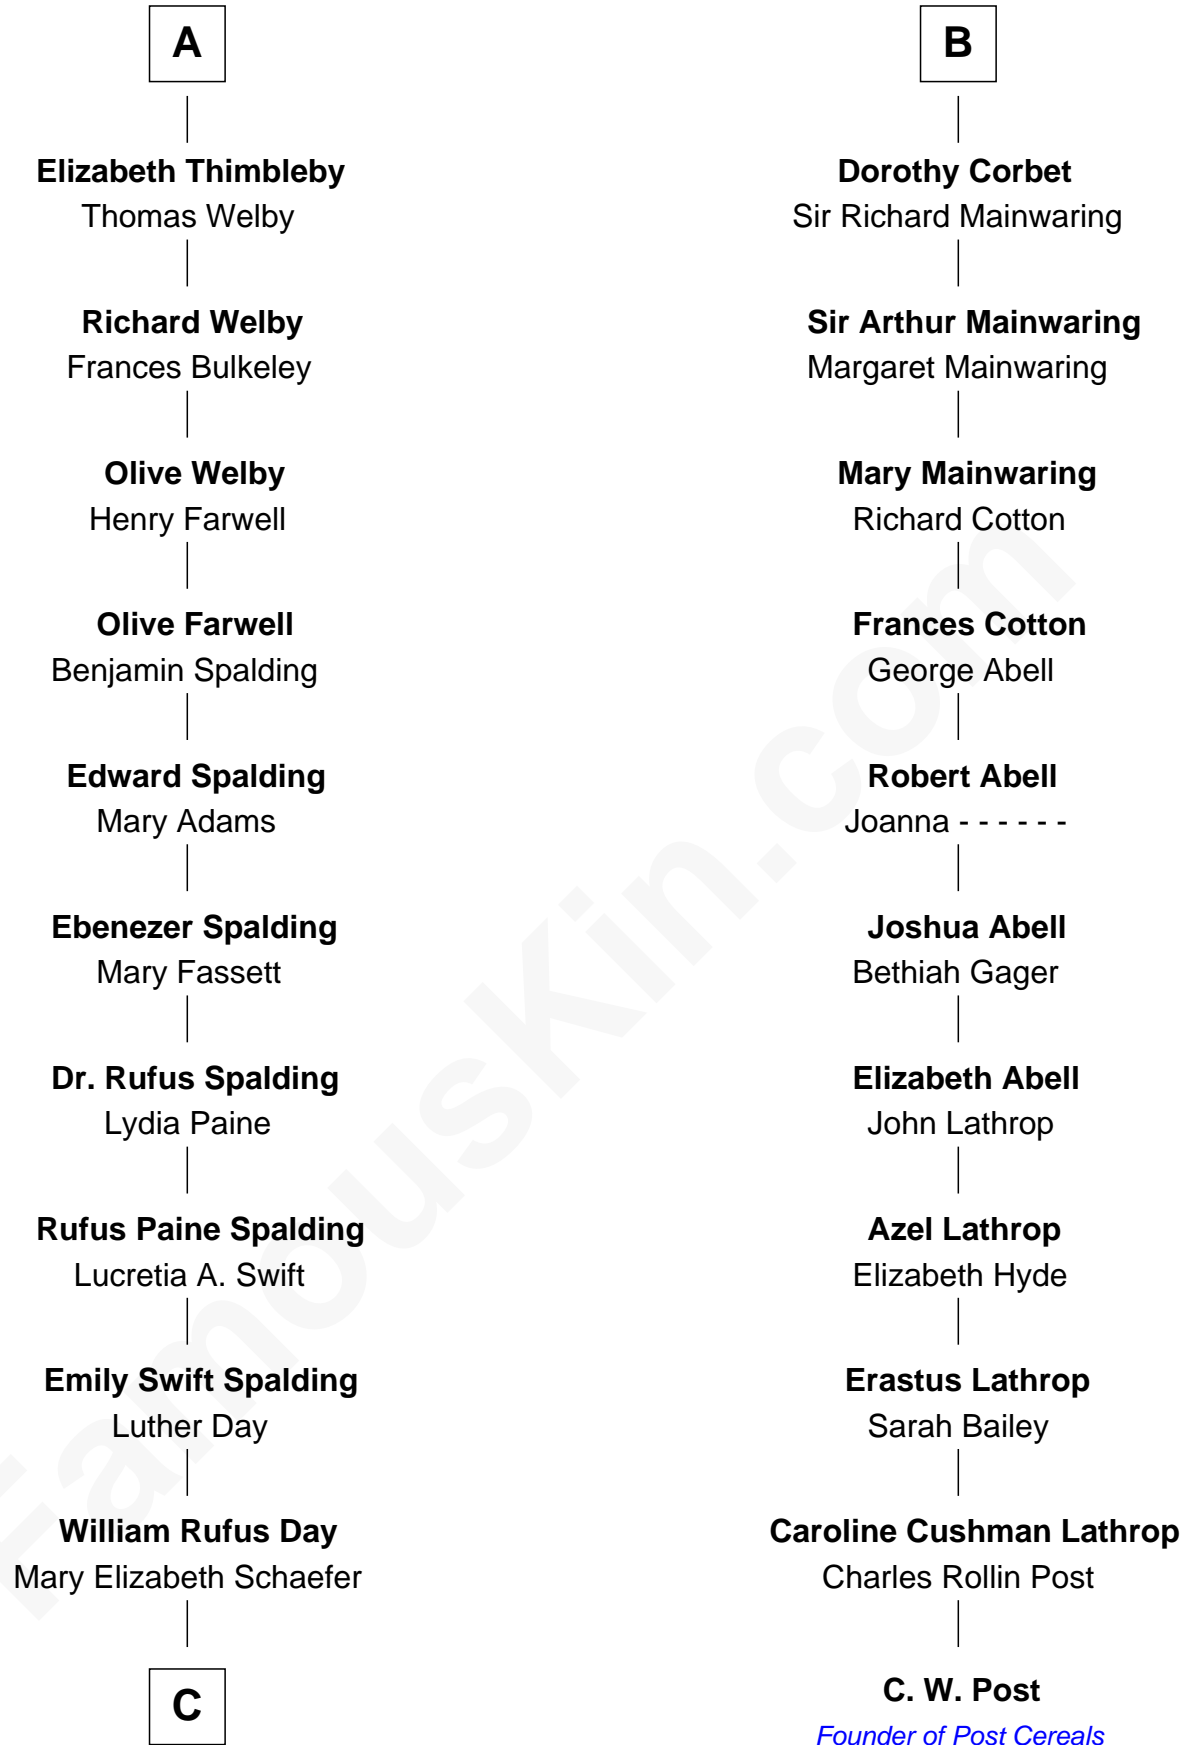 A
Elizabeth Thimbleby
Thomas Welby
Richard Welby
Frances Bulkeley
Olive Welby
Henry Farwell
Olive Farwell
Benjamin Spalding
Edward Spalding
Mary Adams
Ebenezer Spalding
Mary Fassett
Dr. Rufus Spalding
Lydia Paine
Rufus Paine Spalding
Lucretia A. Swift
Emily Swift Spalding
Luther Day
William Rufus Day
Mary Elizabeth Schaefer
C
B
Dorothy Corbet
Sir Richard Mainwaring
Sir Arthur Mainwaring
Margaret Mainwaring
Mary Mainwaring
Richard Cotton
Frances Cotton
George Abell
Robert Abell
Joanna - - - - - -
Joshua Abell
Bethiah Gager
Elizabeth Abell
John Lathrop
Azel Lathrop
Elizabeth Hyde
Erastus Lathrop
Sarah Bailey
Caroline Cushman Lathrop
Charles Rollin Post
C. W. Post
Founder of Post Cereals
FamousKin.com